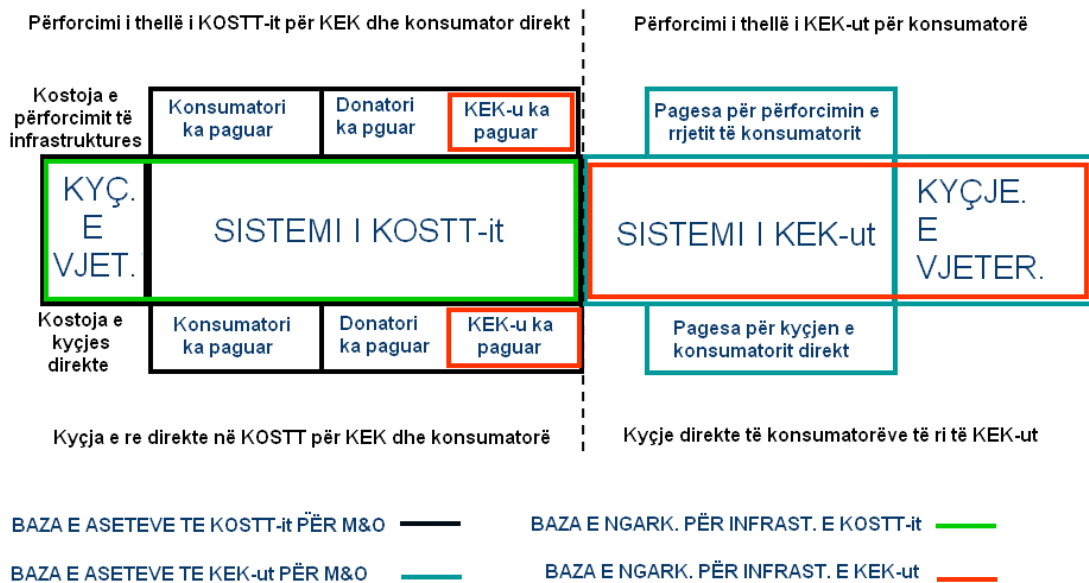 Përforcimi i thellë i KOSTT-it për KEK dhe konsumator direkt
Përforcimi i thellë i KEK-ut për konsumatorë
Kostoja e
përforcimit të
infrastruktures
Konsumatori
ka paguar
Donatori
ka pguar
KEK-u ka
paguar
Pagesa për përforcimin e
rrjetit të konsumatorit
KYÇ.
E
VJET.
SISTEMI I KOSTT-it
SISTEMI I KEK-ut
KYÇJE.
E
VJETER.
Kostoja e
kyçjes
direkte
Konsumatori
ka paguar
Donatori
ka paguar
KEK-u ka
paguar
Pagesa për kyçjen e
konsumatorit direkt
Kyçja e re direkte në KOSTT për KEK dhe konsumatorë
Kyçje direkte të konsumatorëve të ri të KEK-ut
BAZA E ASETEVE TE KOSTT-it PËR M&O
BAZA E NGARK. PËR INFRAST. E KOSTT-it
BAZA E ASETEVE TE KEK-ut PËR M&O
BAZA E NGARK. PËR INFRAST. E KEK-ut